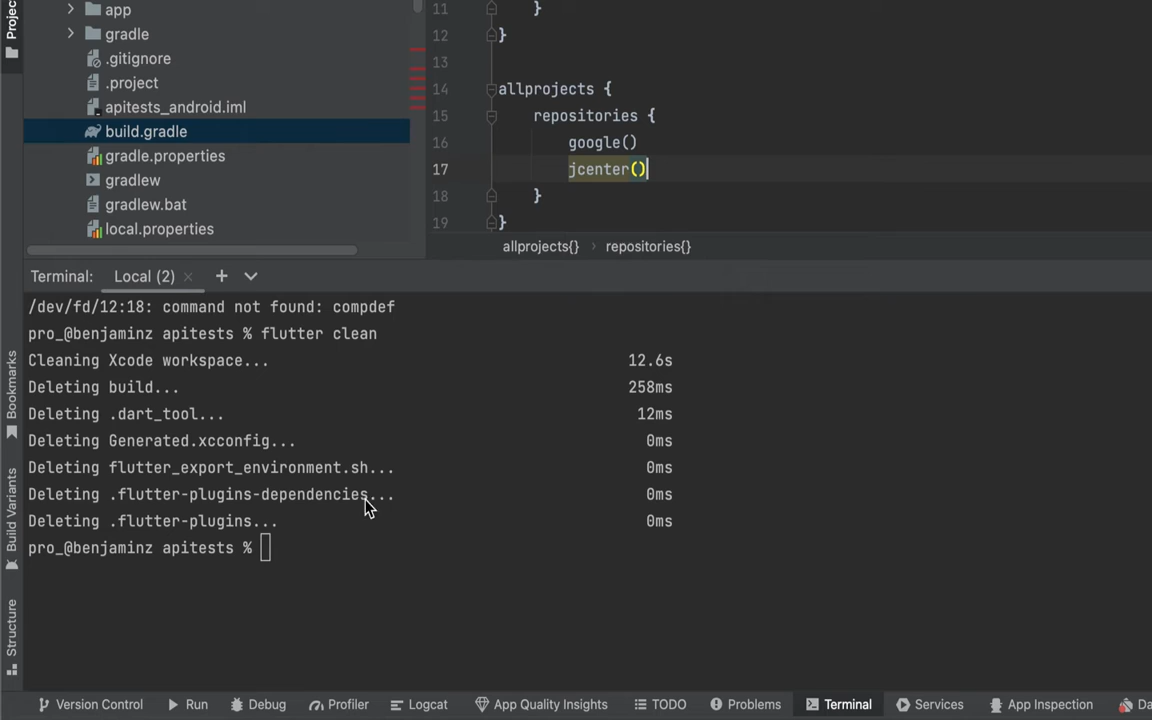 Projec
app
gradle
.gitignore
.project
apitests_android.iml
build.gradle
gradle.properties
gradlew
gradlew.bat
local.properties
11 }
12 }
13
14 allprojects {
15 repositories {
16 google()
17 jcenter()
18 }
19 }
allprojects{} › repositories{}
Terminal: Local (2) × +
/dev/fd/12:18: command not found: compdef
pro_@benjaminz apitests % flutter clean
Cleaning Xcode workspace... 12.6s
Deleting build... 258ms
Deleting .dart_tool... 12ms
Deleting Generated.xcconfig... 0ms
Deleting flutter_export_environment.sh... 0ms
Deleting .flutter-plugins-dependencies... 0ms
Deleting .flutter-plugins... 0ms
pro_@benjaminz apitests %
Bookmarks
Build Variants
Structure
Version Control Run Debug Profiler Logcat App Quality Insights TODO Problems Terminal Services App Inspection Da